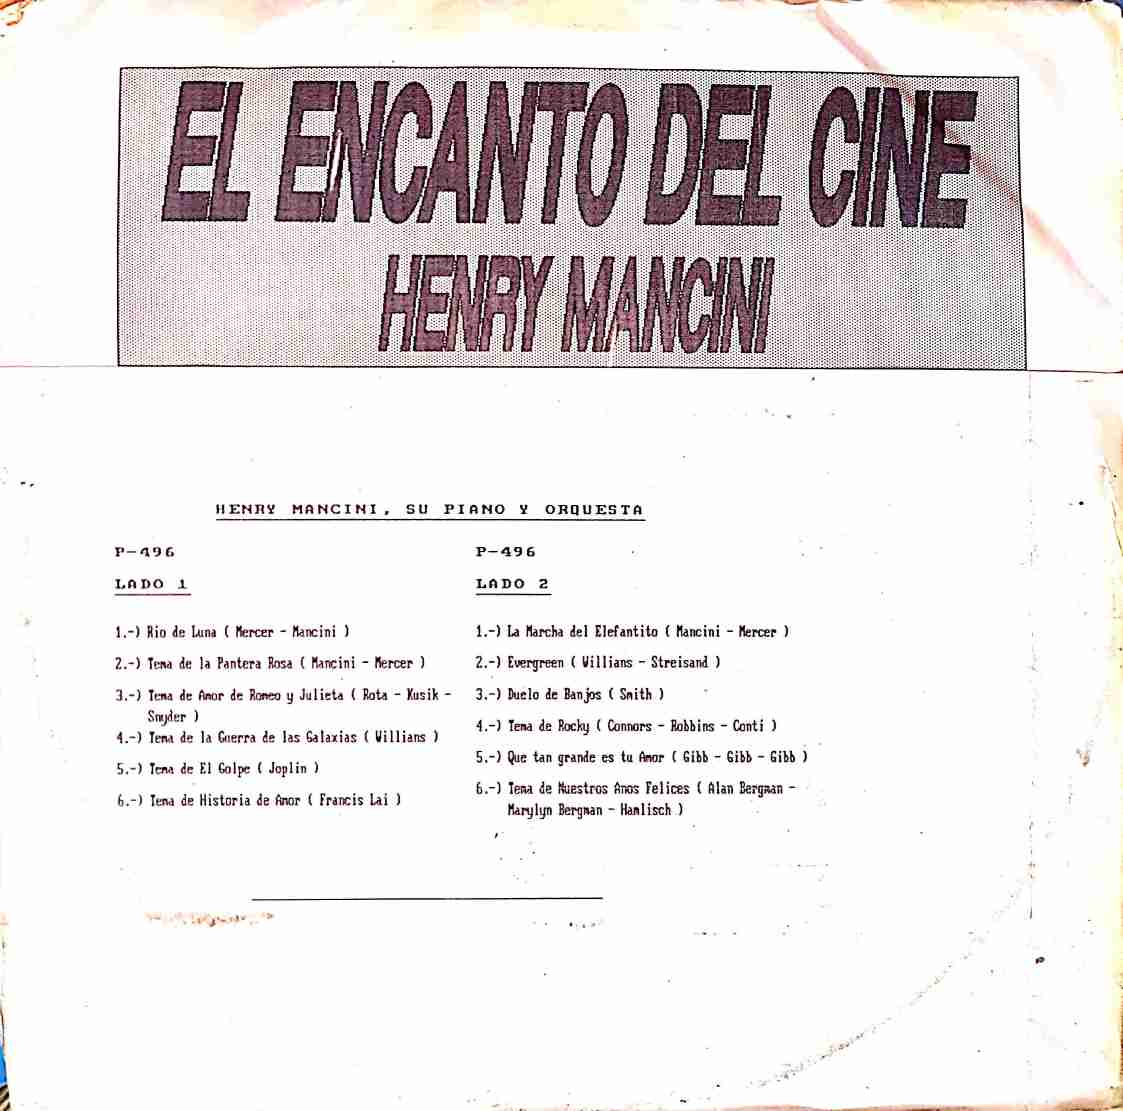 EL ENCANTO DEL CINE
HENRY MANCINI
HENRY MANCINI, SU PIANO Y ORQUESTA
P-496
LADO 1
1.-) Rio de Luna ( Mercer - Mancini )
2.-) Tema de la Pantera Rosa ( Mancini - Mercer )
3.-) Tema de Amor de Romeo y Julieta ( Rota - Kusik -
Snyder )
4.-) Tema de la Guerra de las Galaxias ( Willians )
5.-) Tema de El Golpe ( Joplin )
6.-) Tema de Historia de Amor ( Francis Lai )
P-496
LADO 2
1.-) La Marcha del Elefantito ( Mancini - Mercer )
2.-) Evergreen ( Willians - Streisand )
3.-) Duelo de Banjos ( Smith )
4.-) Tema de Rocky ( Connors - Robbins - Conti )
5.-) Que tan grande es tu Amor ( Gibb - Gibb - Gibb )
6.-) Tema de Nuestros Anos Felices ( Alan Bergman -
Marylyn Bergman - Hamlisch )